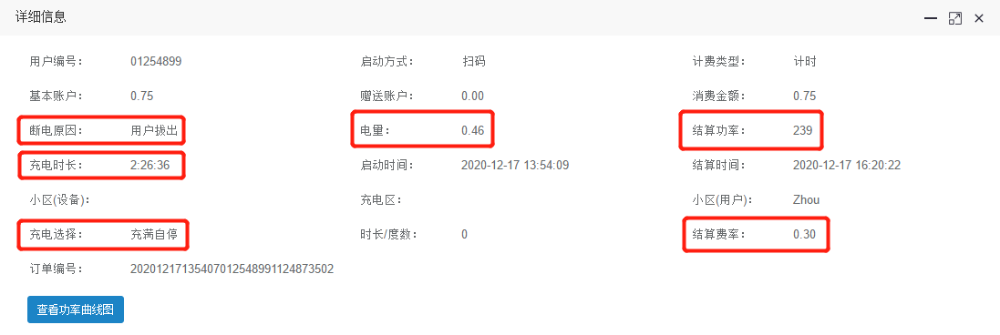 详细信息
用户编号： 01254899 启动方式： 扫码 计费类型： 计时
基本账户： 0.75 赠送账户： 0.00 消费金额： 0.75
断电原因： 用户拔出 电量： 0.46 结算功率： 239
充电时长： 2:26:36 启动时间： 2020-12-17 13:54:09 结算时间： 2020-12-17 16:20:22
小区(设备)： 充电区： 小区(用户)： Zhou
充电选择： 充满自停 时长/度数： 0 结算费率： 0.30
订单编号： 20201217135407012548991124873502
查看功率曲线图